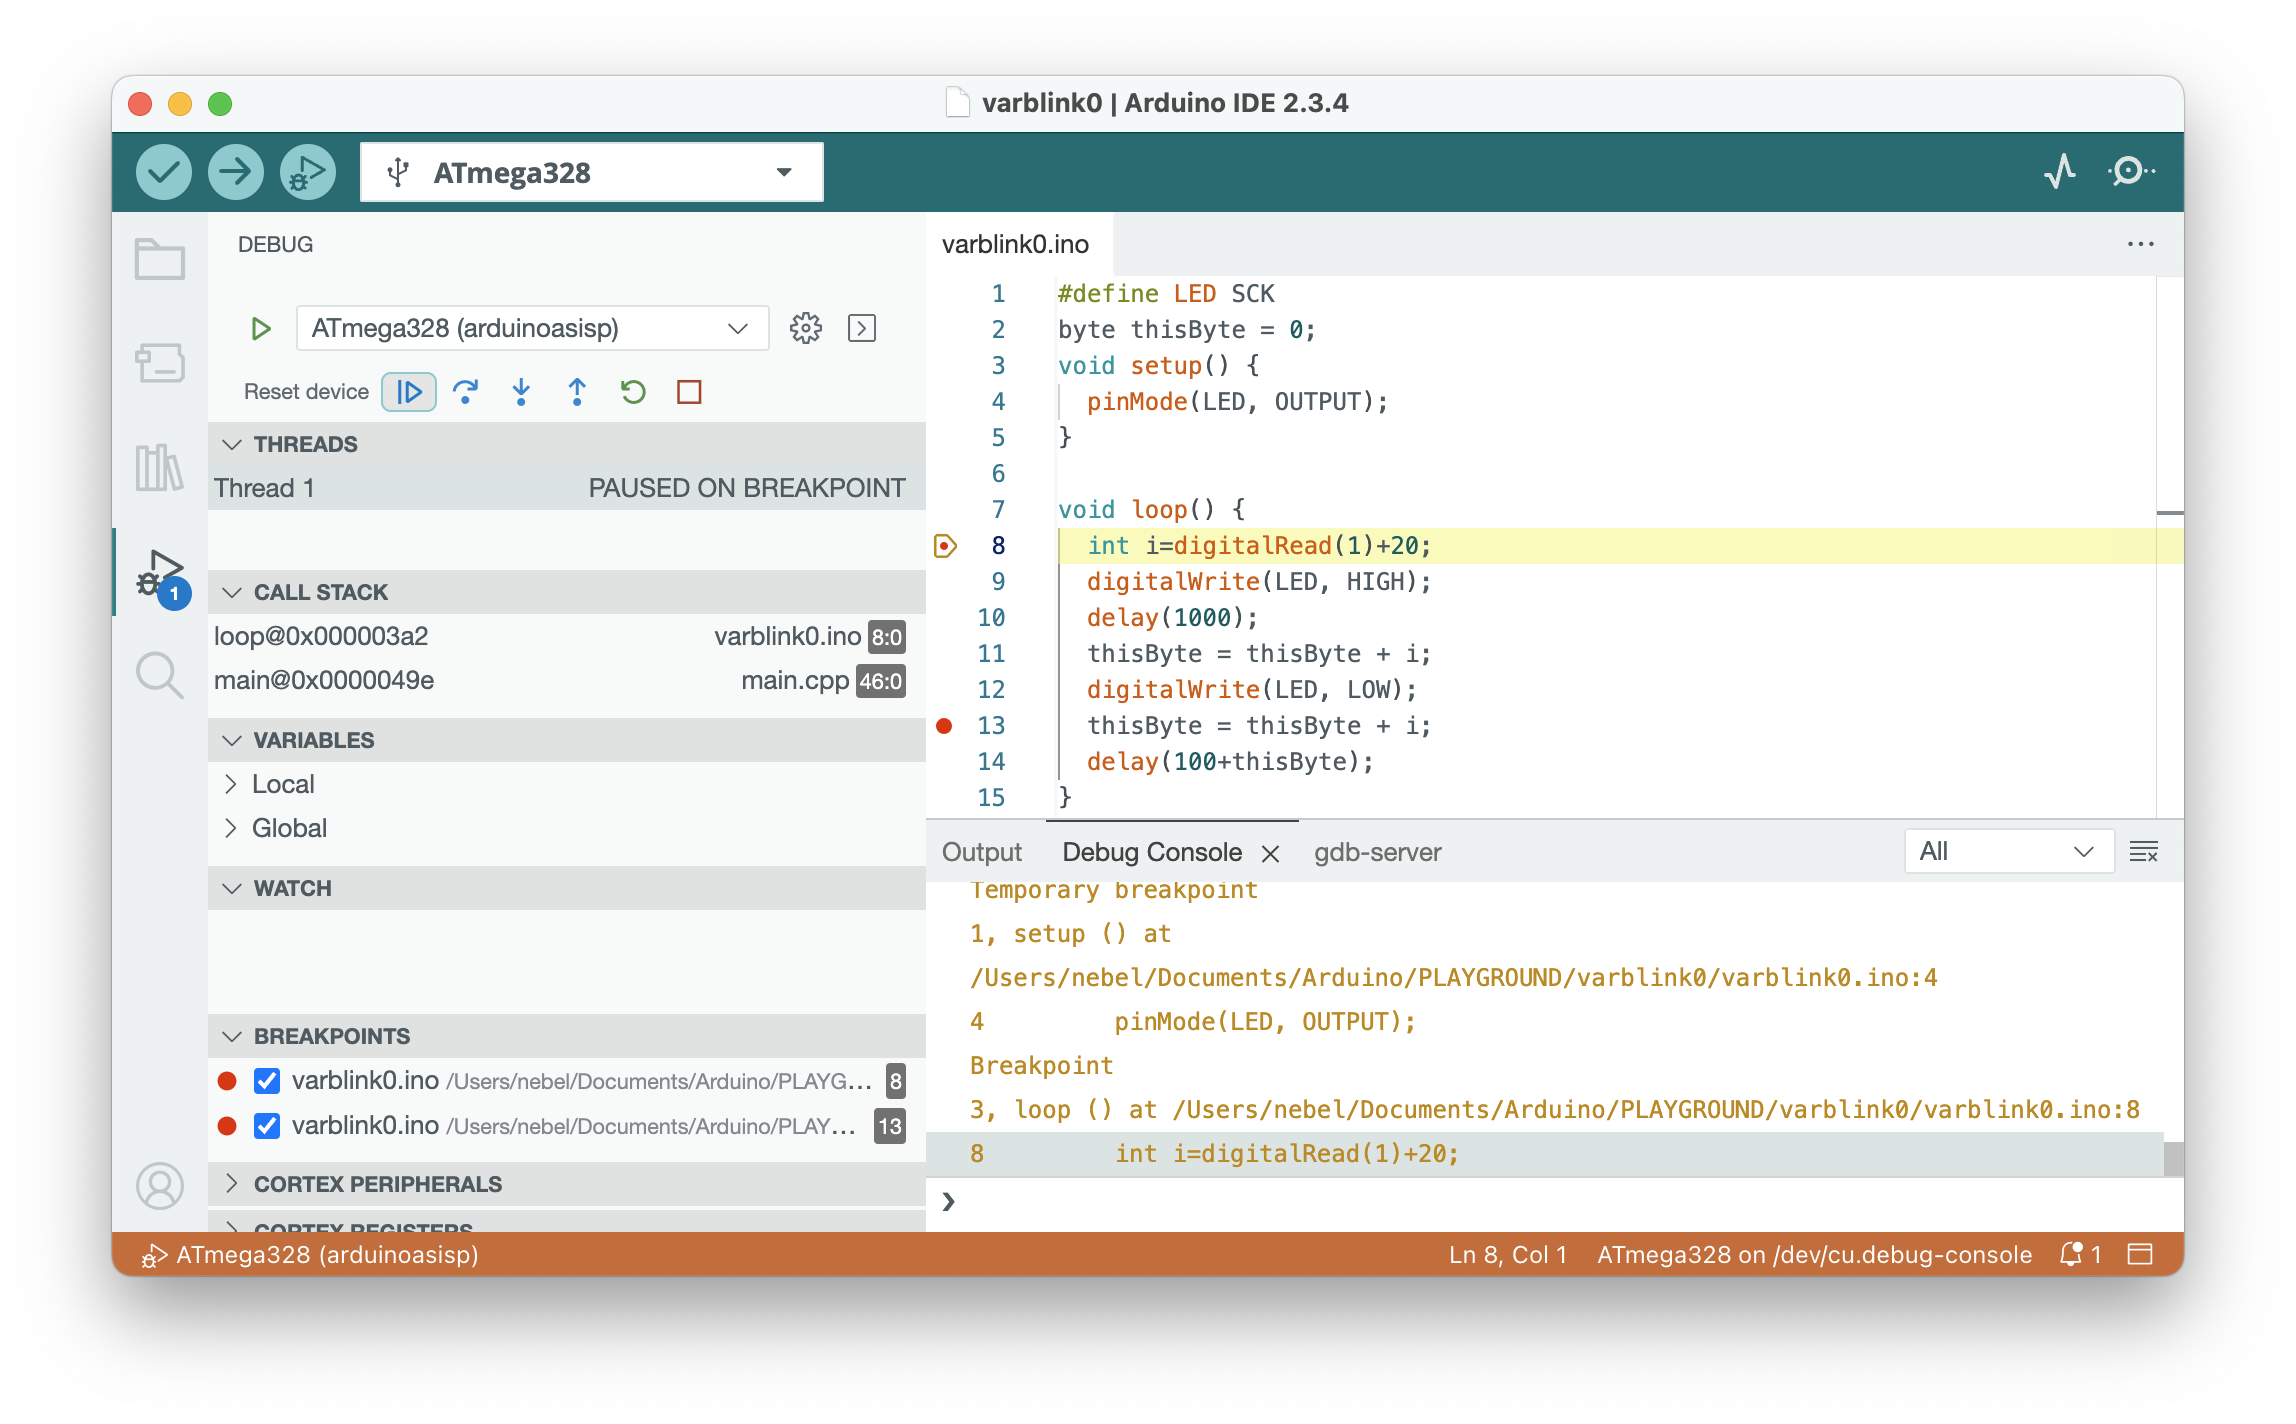 varblink0 | Arduino IDE 2.3.4
ATmega328
DEBUG
ATmega328 (arduinoasisp)
Reset device
THREADS
Thread 1 PAUSED ON BREAKPOINT
CALL STACK
loop@0x000003a2 varblink0.ino 8:0
main@0x0000049e main.cpp 46:0
VARIABLES
Local
Global
WATCH
BREAKPOINTS
varblink0.ino /Users/nebel/Documents/Arduino/PLAYG... 8
varblink0.ino /Users/nebel/Documents/Arduino/PLAY... 13
CORTEX PERIPHERALS
CORTEX REGISTERS
1
varblink0.ino
1 #define LED SCK
2 byte thisByte = 0;
3 void setup() {
4   pinMode(LED, OUTPUT);
5 }
6
7 void loop() {
8   int i=digitalRead(1)+20;
9   digitalWrite(LED, HIGH);
10   delay(1000);
11   thisByte = thisByte + i;
12   digitalWrite(LED, LOW);
13   thisByte = thisByte + i;
14   delay(100+thisByte);
15 }
Output Debug Console gdb-server All
Temporary breakpoint
1, setup () at
/Users/nebel/Documents/Arduino/PLAYGROUND/varblink0/varblink0.ino:4
4         pinMode(LED, OUTPUT);
Breakpoint
3, loop () at /Users/nebel/Documents/Arduino/PLAYGROUND/varblink0/varblink0.ino:8
8         int i=digitalRead(1)+20;
❯
ATmega328 (arduinoasisp) Ln 8, Col 1 ATmega328 on /dev/cu.debug-console 1